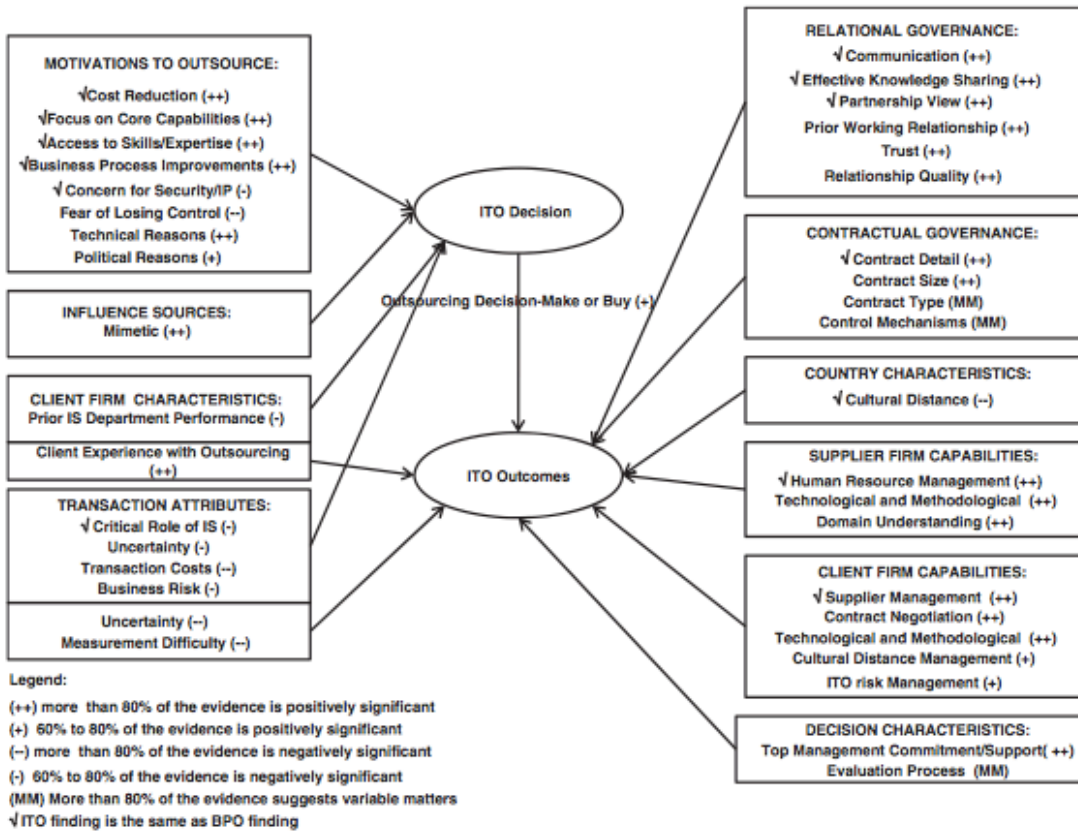 MOTIVATIONS TO OUTSOURCE:
√Cost Reduction (++)
√Focus on Core Capabilities (++)
√Access to Skills/Expertise (++)
√Business Process Improvements (++)
√ Concern for Security/IP (-)
Fear of Losing Control (--)
Technical Reasons (++)
Political Reasons (+)
INFLUENCE SOURCES:
Mimetic (++)
CLIENT FIRM CHARACTERISTICS:
Prior IS Department Performance (-)
Client Experience with Outsourcing
(++)
TRANSACTION ATTRIBUTES:
√ Critical Role of IS (-)
Uncertainty (-)
Transaction Costs (--)
Business Risk (-)
Uncertainty (--)
Measurement Difficulty (--)
ITO Decision
Outsourcing Decision-Make or Buy (+)
ITO Outcomes
RELATIONAL GOVERNANCE:
√ Communication (++)
√ Effective Knowledge Sharing (++)
√ Partnership View (++)
Prior Working Relationship (++)
Trust (++)
Relationship Quality (++)
CONTRACTUAL GOVERNANCE:
√ Contract Detail (++)
Contract Size (++)
Contract Type (MM)
Control Mechanisms (MM)
COUNTRY CHARACTERISTICS:
√ Cultural Distance (--)
SUPPLIER FIRM CAPABILITIES:
√ Human Resource Management (++)
Technological and Methodological (++)
Domain Understanding (++)
CLIENT FIRM CAPABILITIES:
√ Supplier Management (++)
Contract Negotiation (++)
Technological and Methodological (++)
Cultural Distance Management (+)
ITO risk Management (+)
DECISION CHARACTERISTICS:
Top Management Commitment/Support( ++)
Evaluation Process (MM)
Legend:
(++) more than 80% of the evidence is positively significant
(+) 60% to 80% of the evidence is positively significant
(--) more than 80% of the evidence is negatively significant
(-) 60% to 80% of the evidence is negatively significant
(MM) More than 80% of the evidence suggests variable matters
√ ITO finding is the same as BPO finding